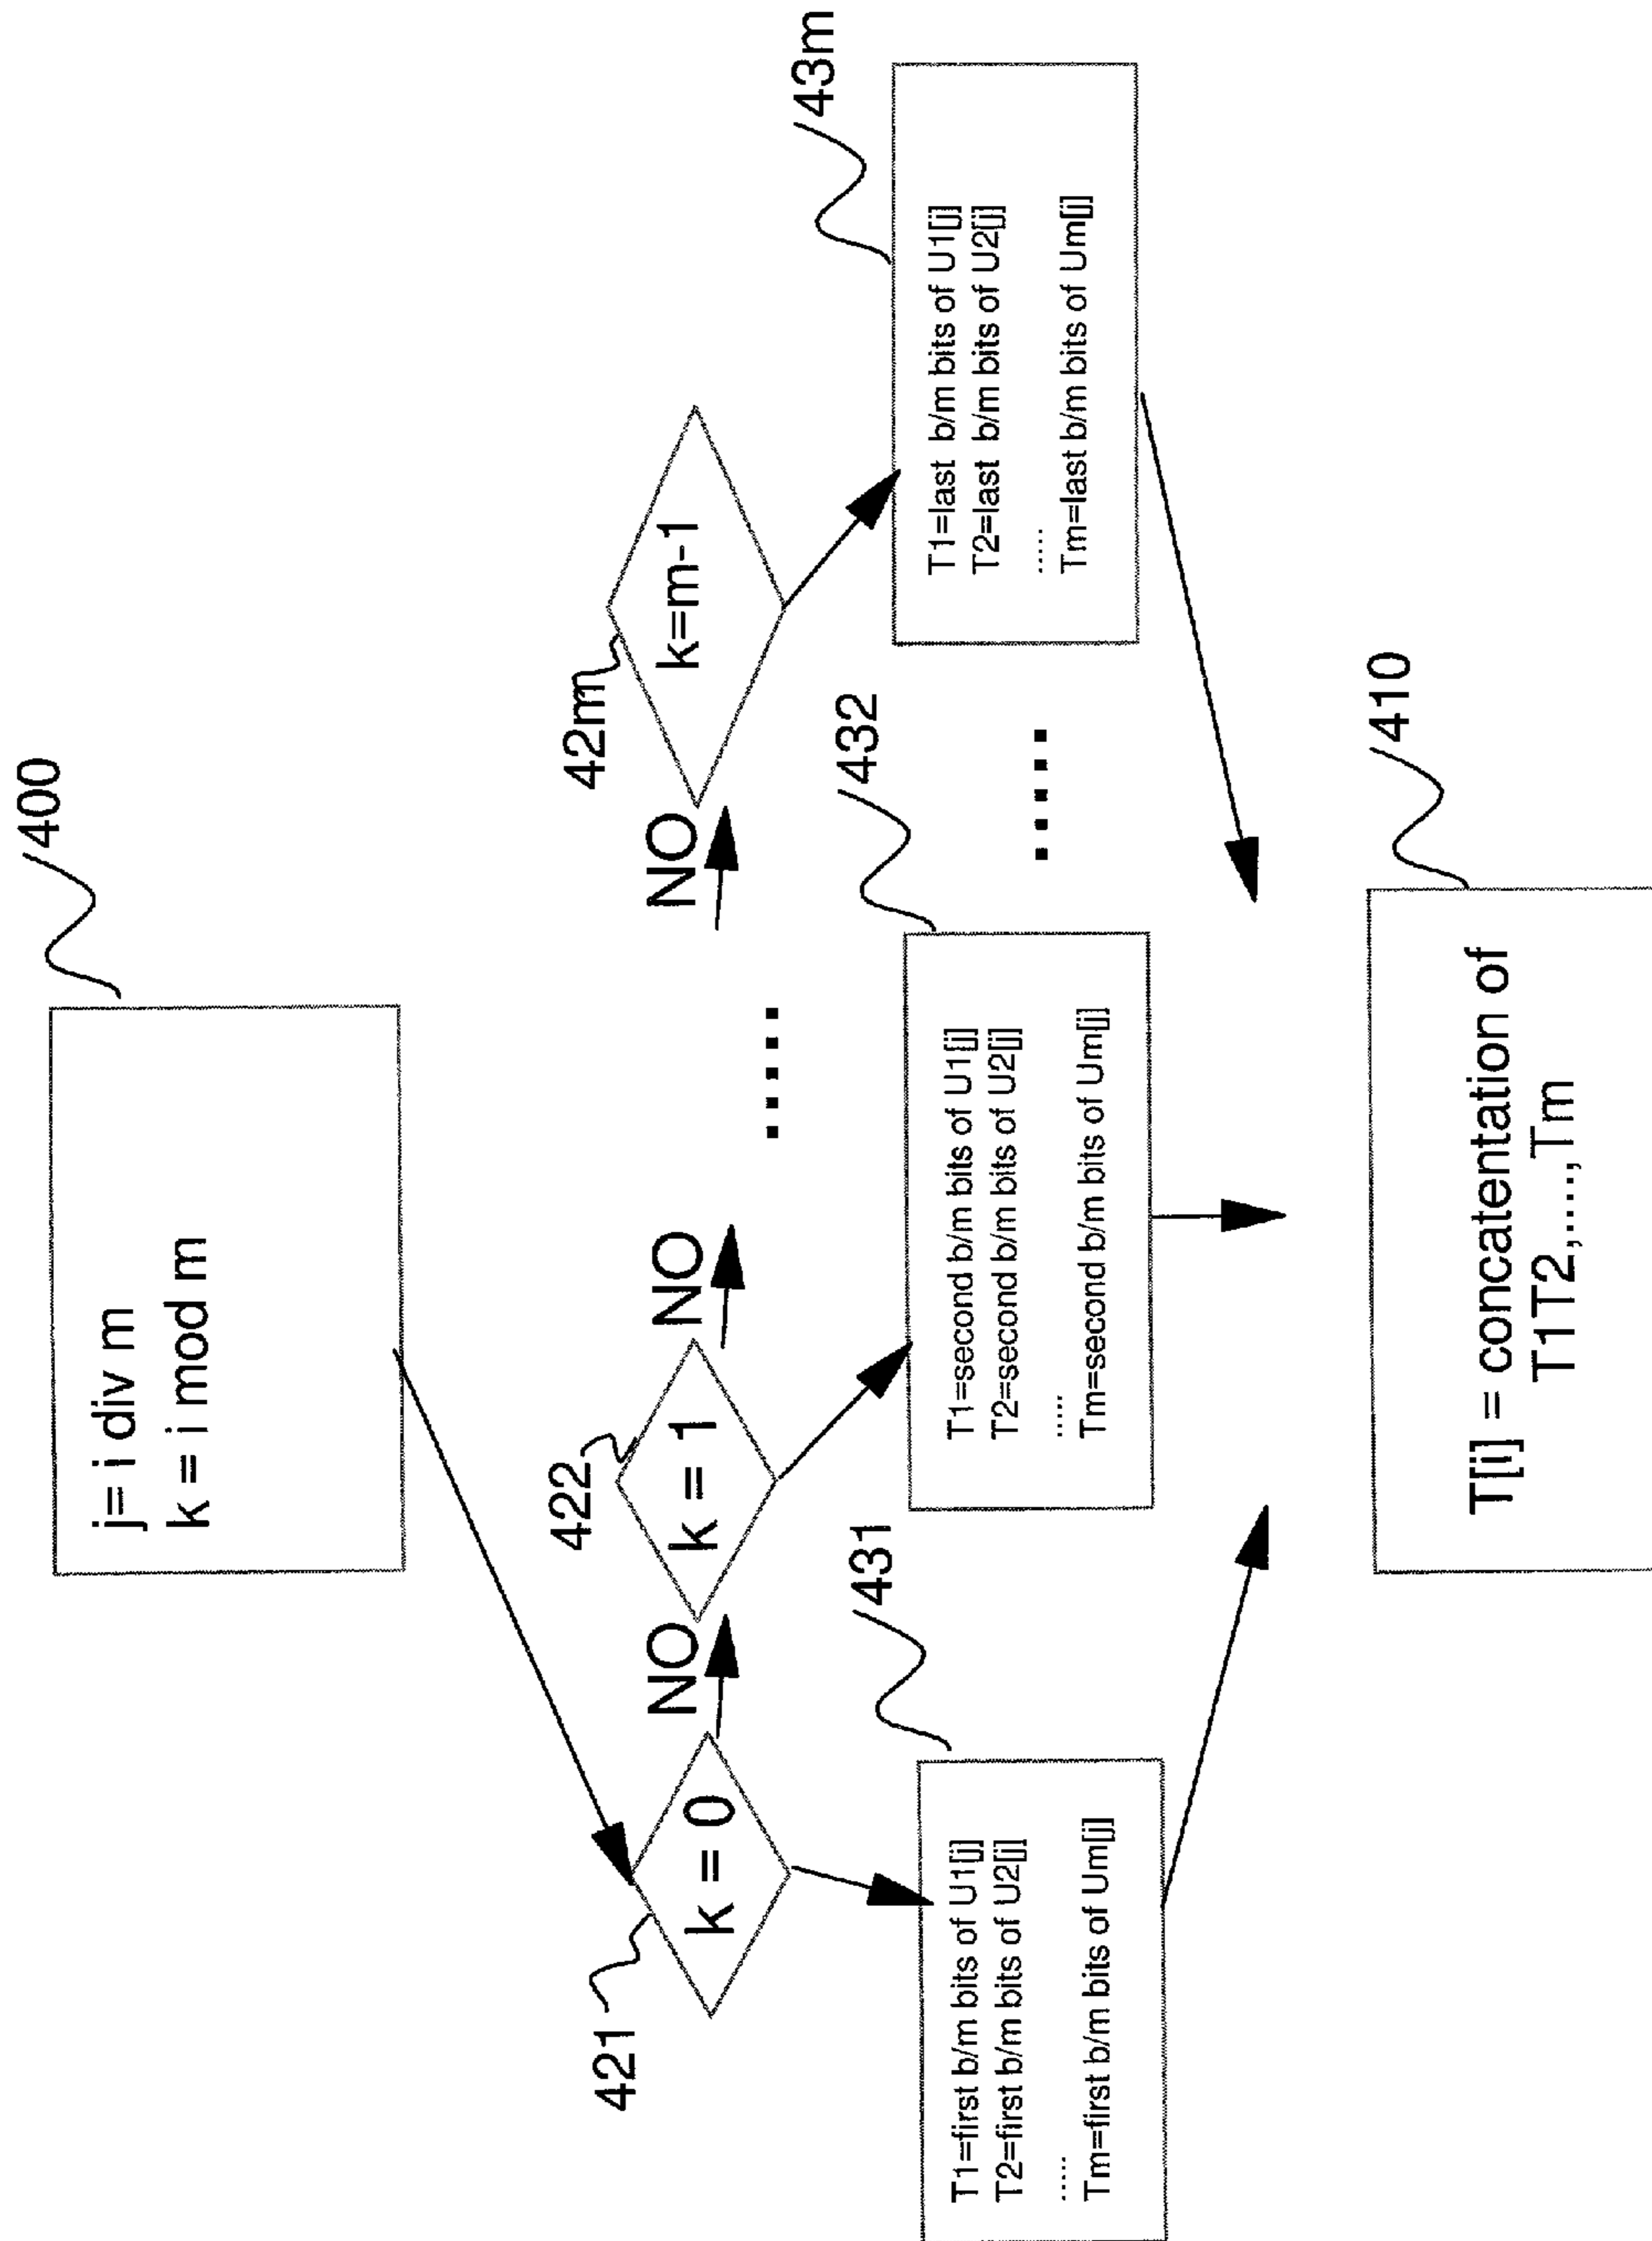 400
j= i div m
k = i mod m
421
k = 0
NO
422
k = 1
NO
.....
NO
42m
k=m-1
431
T1=first b/m bits of U1[j]
T2=first b/m bits of U2[j]
.....
Tm=first b/m bits of Um[j]
432
T1=second b/m bits of U1[j]
T2=second b/m bits of U2[j]
.....
Tm=second b/m bits of Um[j]
.....
43m
T1=last b/m bits of U1[j]
T2=last b/m bits of U2[j]
.....
Tm=last b/m bits of Um[j]
410
T[i] = concatentation of
T1T2,.....,Tm